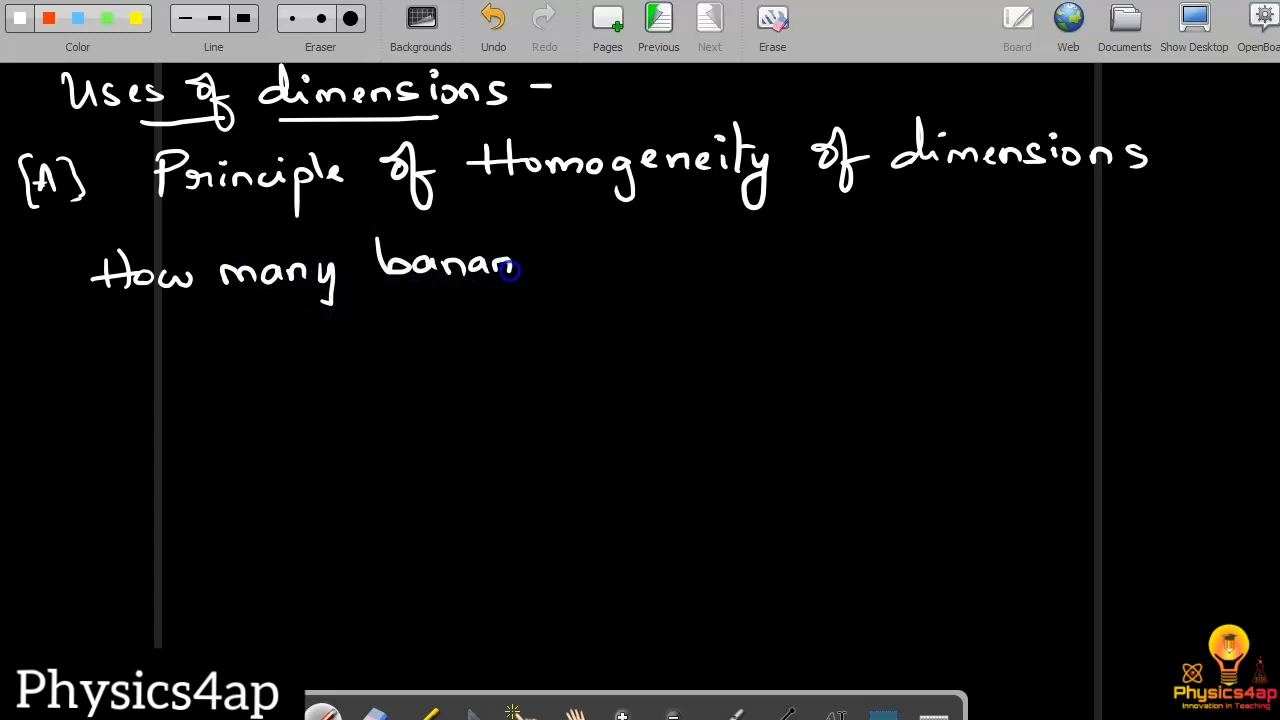 Color
Line
Eraser
Backgrounds
Undo
Redo
Pages
Previous
Next
Erase
Board
Web
Documents
Show Desktop
OpenBoa
Uses of dimensions -
[A] Principle of Homogeneity of dimensions
How many banan
Physics4ap
Physics4ap
Innovation in Teaching